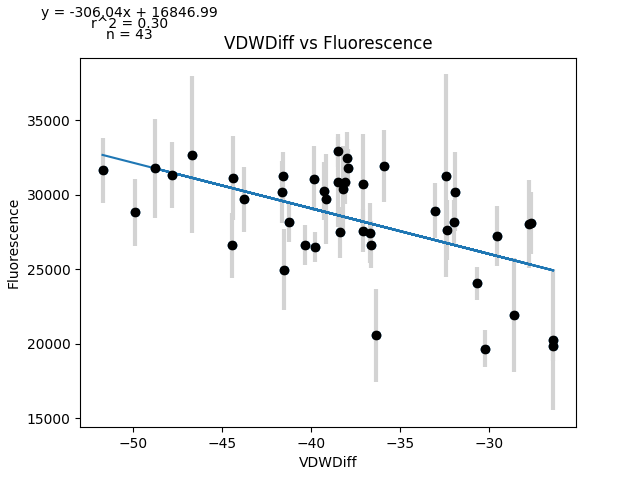 y = -306.04x + 16846.99
r^2 = 0.30
n = 43
VDWDiff vs Fluorescence
Fluorescence
35000
30000
25000
20000
15000
−50
−45
−40
−35
−30
VDWDiff